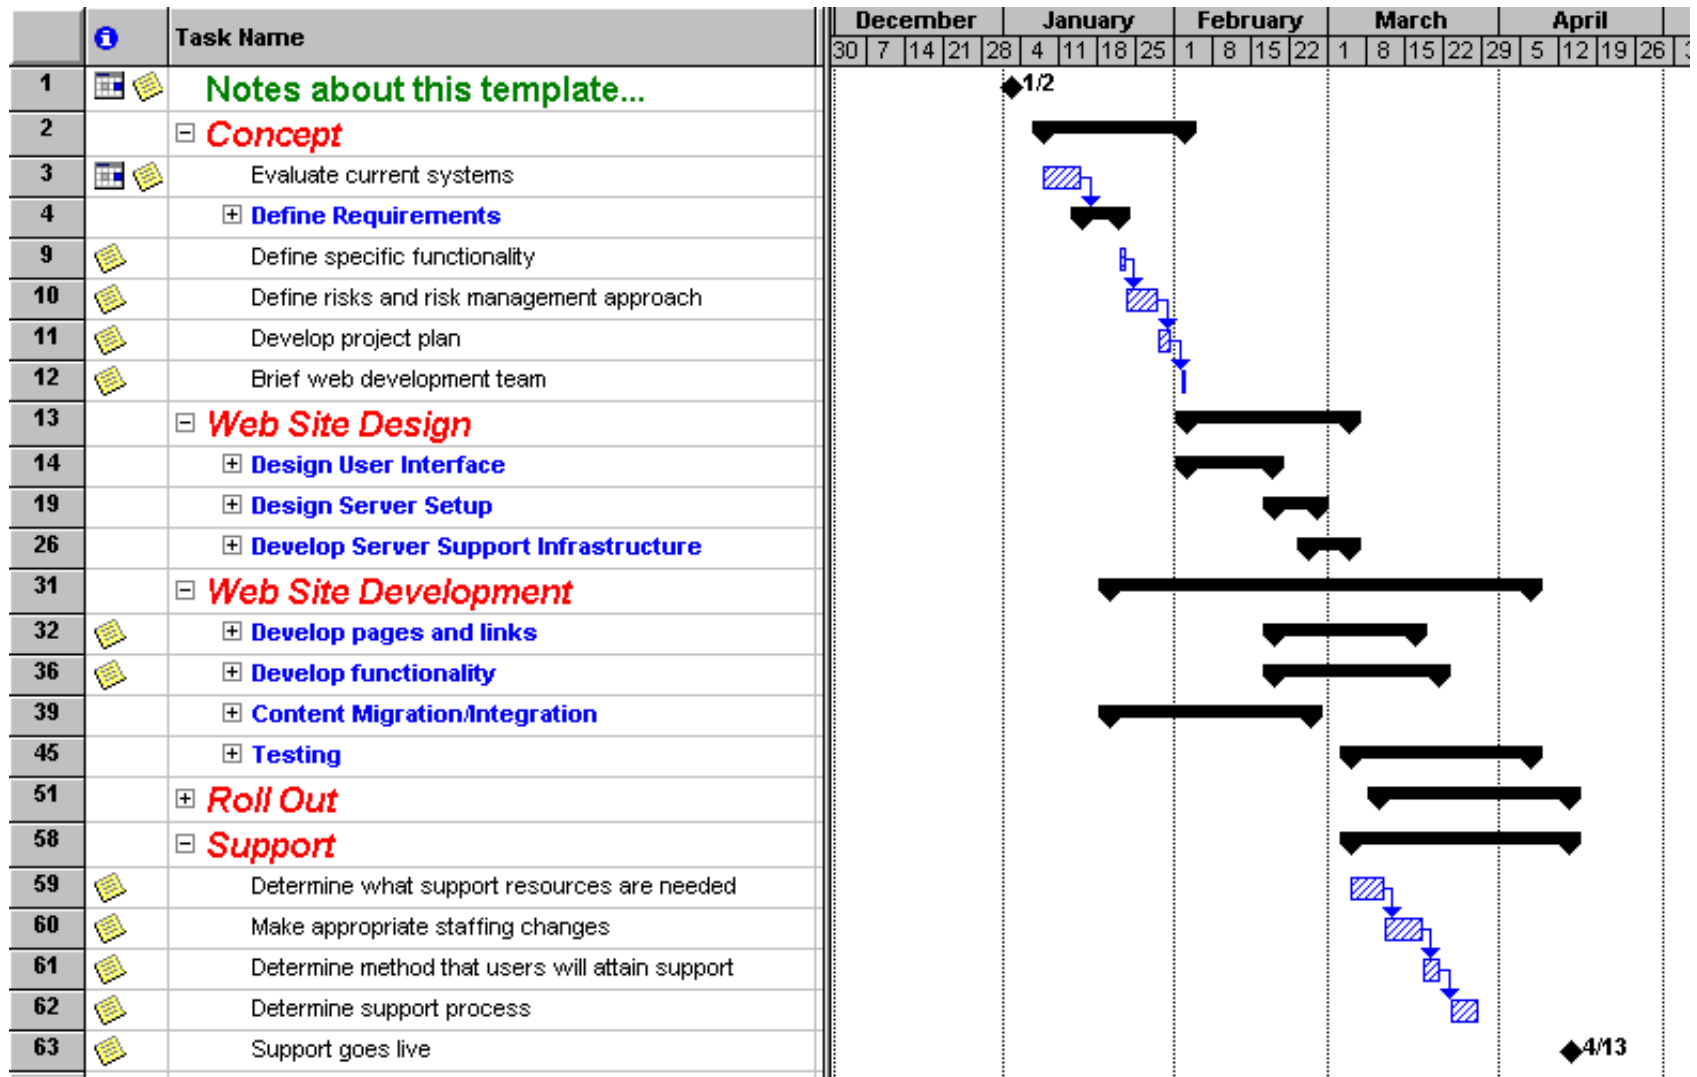 Task Name December January February March April
30 7 14 21 28 4 11 18 25 1 8 15 22 1 8 15 22 29 5 12 19 26
1 Notes about this template... 1/2
2 Concept
3 Evaluate current systems
4 Define Requirements
9 Define specific functionality
10 Define risks and risk management approach
11 Develop project plan
12 Brief web development team
13 Web Site Design
14 Design User Interface
19 Design Server Setup
26 Develop Server Support Infrastructure
31 Web Site Development
32 Develop pages and links
36 Develop functionality
39 Content Migration/Integration
45 Testing
51 Roll Out
58 Support
59 Determine what support resources are needed
60 Make appropriate staffing changes
61 Determine method that users will attain support
62 Determine support process
63 Support goes live 4/13